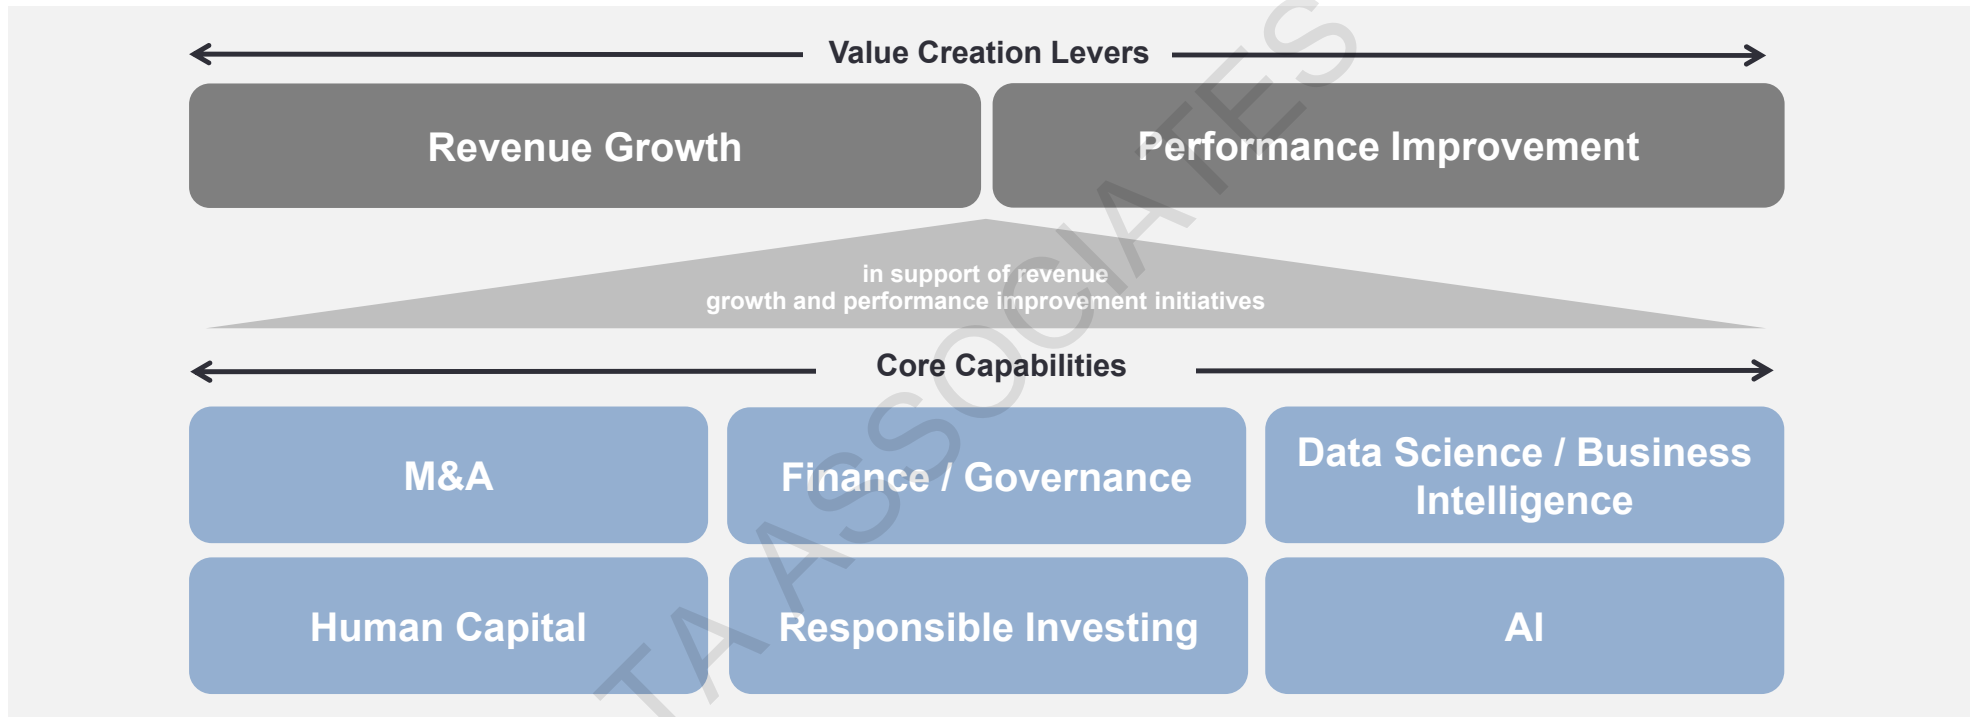 Value Creation Levers
Revenue Growth
Performance Improvement
in support of revenue
growth and performance improvement initiatives
Core Capabilities
M&A
Finance / Governance
Data Science / Business
Intelligence
Human Capital
Responsible Investing
AI
TA ASSOCIATES